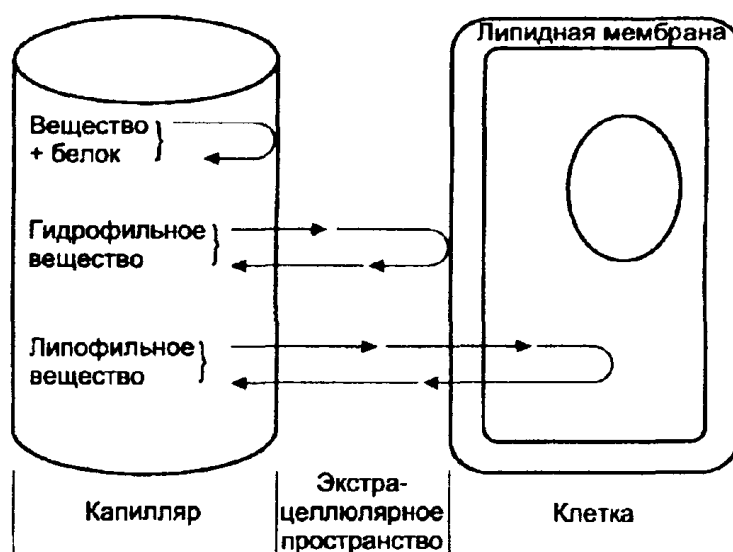 Липидная мембрана
Вещество
+ белок
Гидрофильное
вещество
Липофильное
вещество
Капилляр
Экстра-
целлюлярное
пространство
Клетка